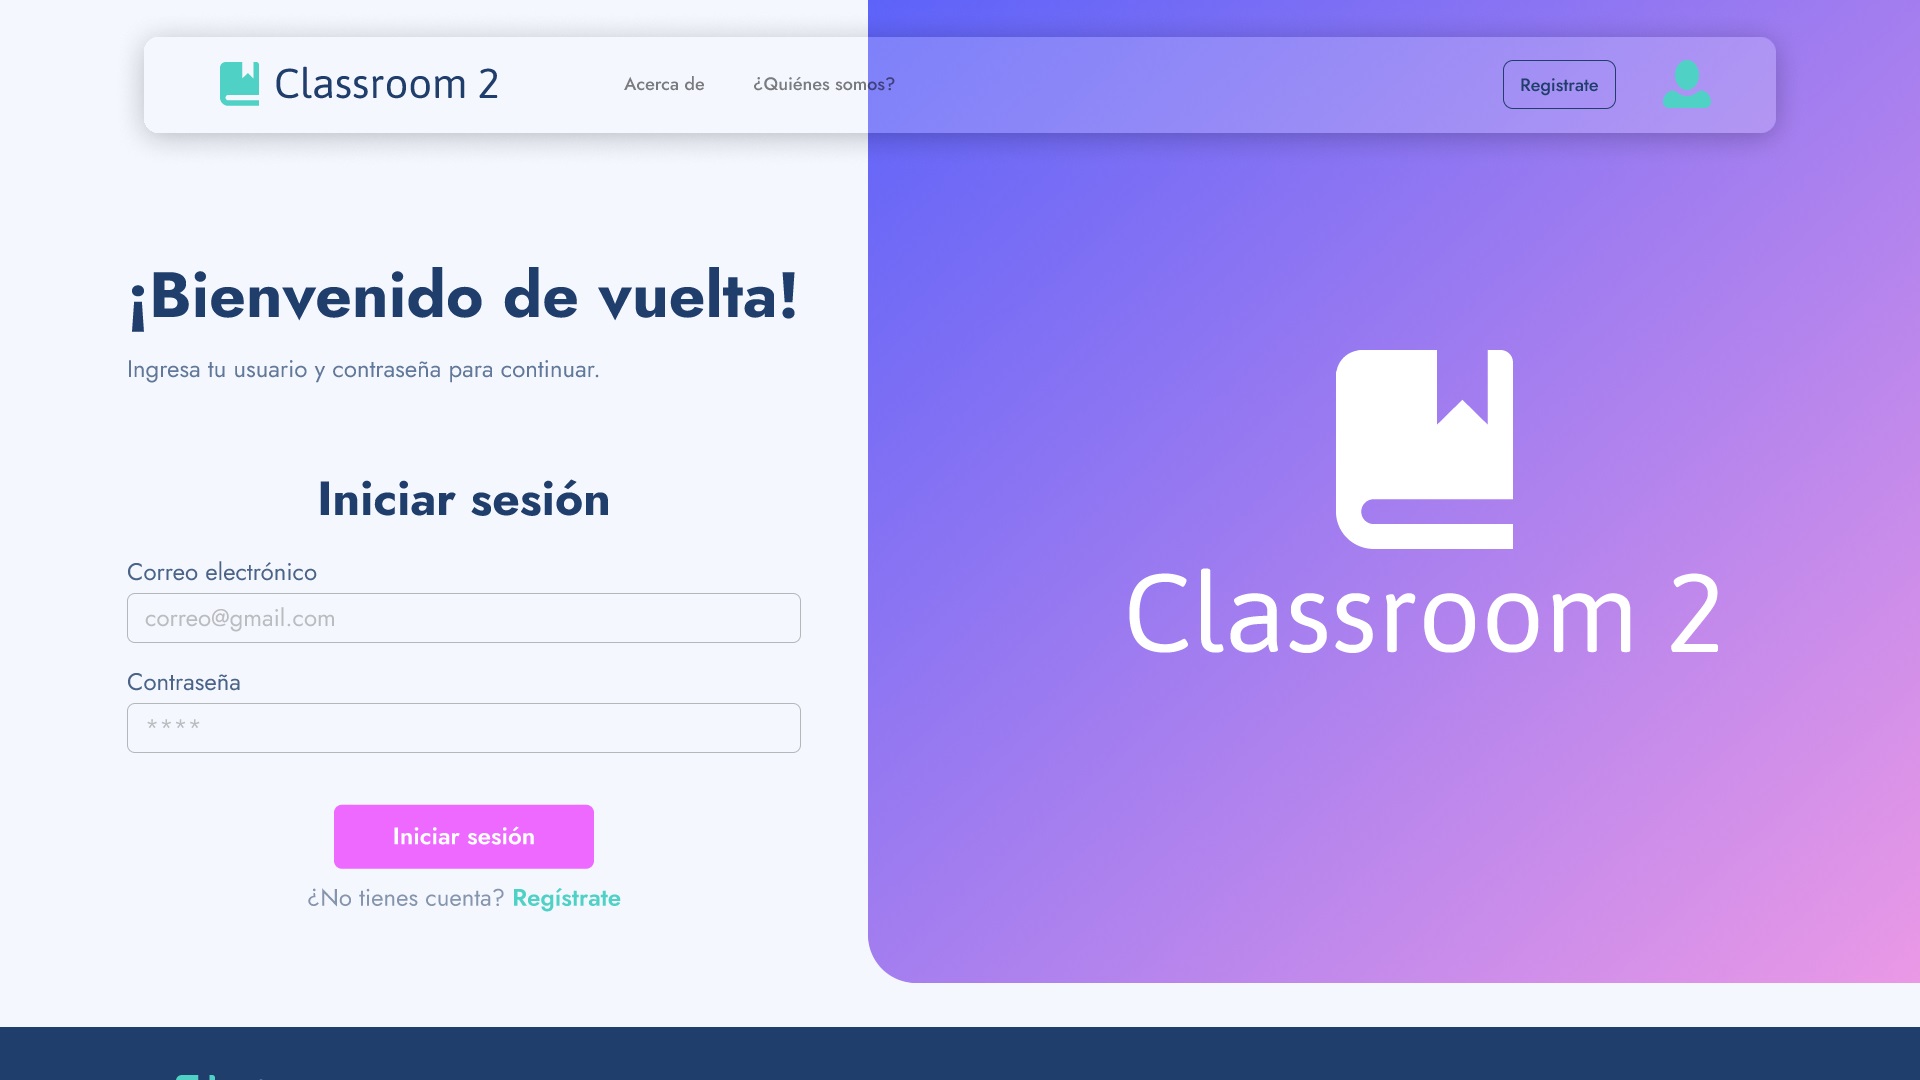 Classroom 2
Acerca de
¿Quiénes somos?
Registrate
¡Bienvenido de vuelta!
Ingresa tu usuario y contraseña para continuar.
Iniciar sesión
Correo electrónico
correo@gmail.com
Contraseña
****
Iniciar sesión
¿No tienes cuenta? Regístrate
Classroom 2